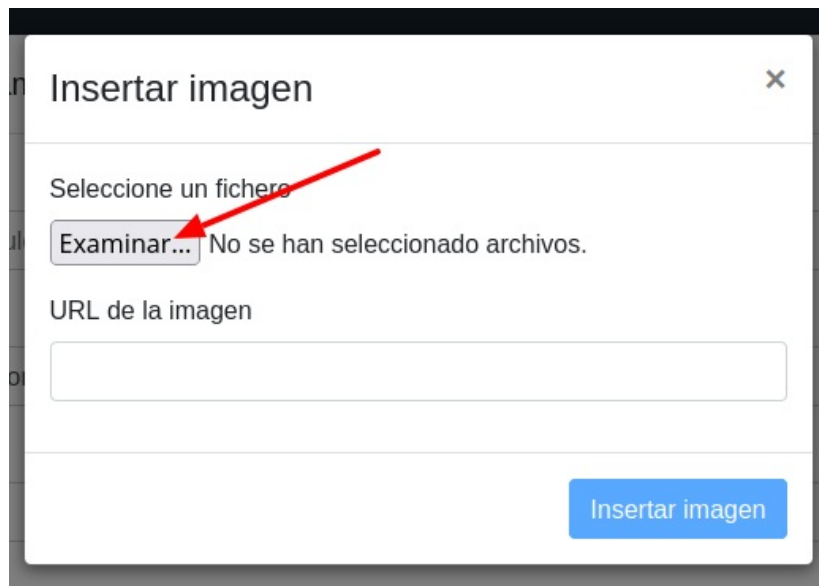 Insertar imagen
×
Seleccione un fichero
Examinar... No se han seleccionado archivos.
URL de la imagen
Insertar imagen